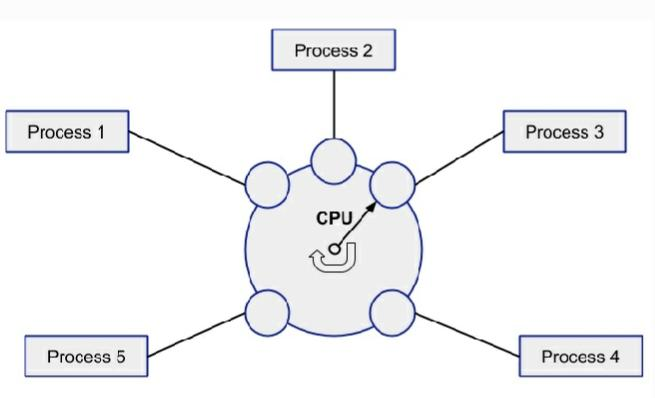 Process 2
Process 1
Process 3
CPU
Process 5
Process 4